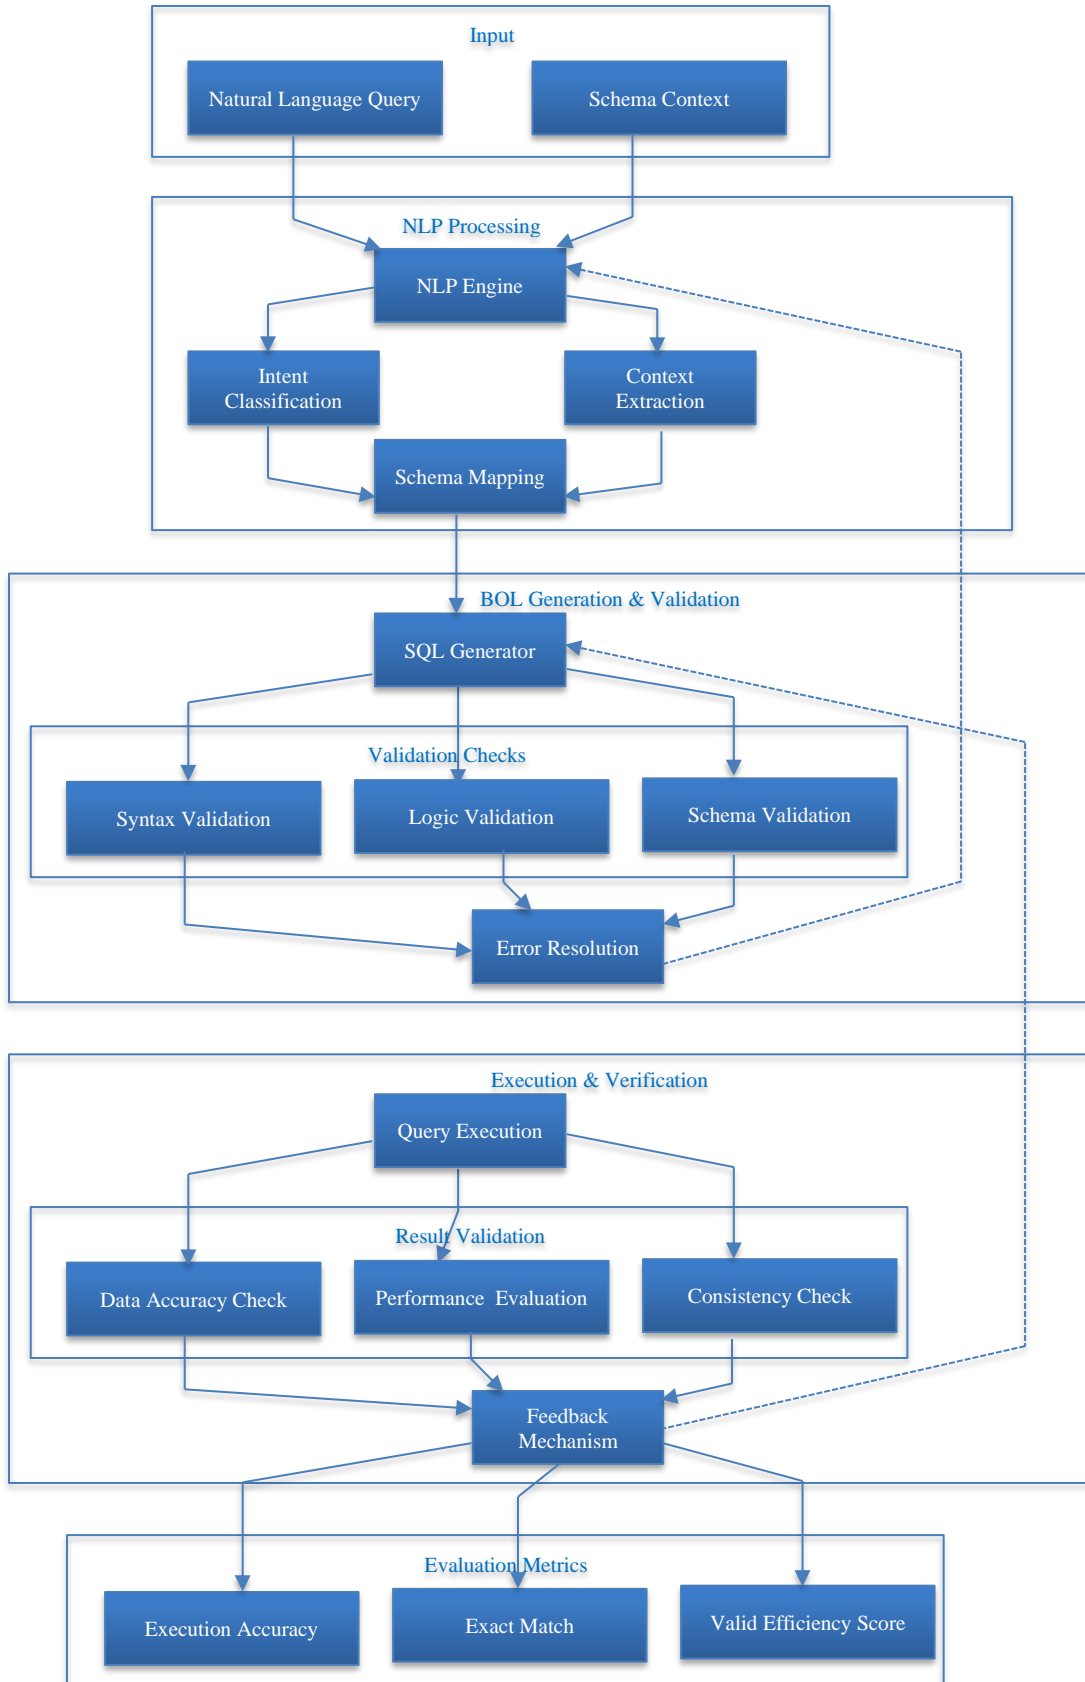 Input
Natural Language Query
Schema Context
NLP Processing
NLP Engine
Intent
Classification
Context
Extraction
Schema Mapping
BOL Generation & Validation
SQL Generator
Validation Checks
Syntax Validation
Logic Validation
Schema Validation
Error Resolution
Execution & Verification
Query Execution
Result Validation
Data Accuracy Check
Performance Evaluation
Consistency Check
Feedback
Mechanism
Evaluation Metrics
Execution Accuracy
Exact Match
Valid Efficiency Score